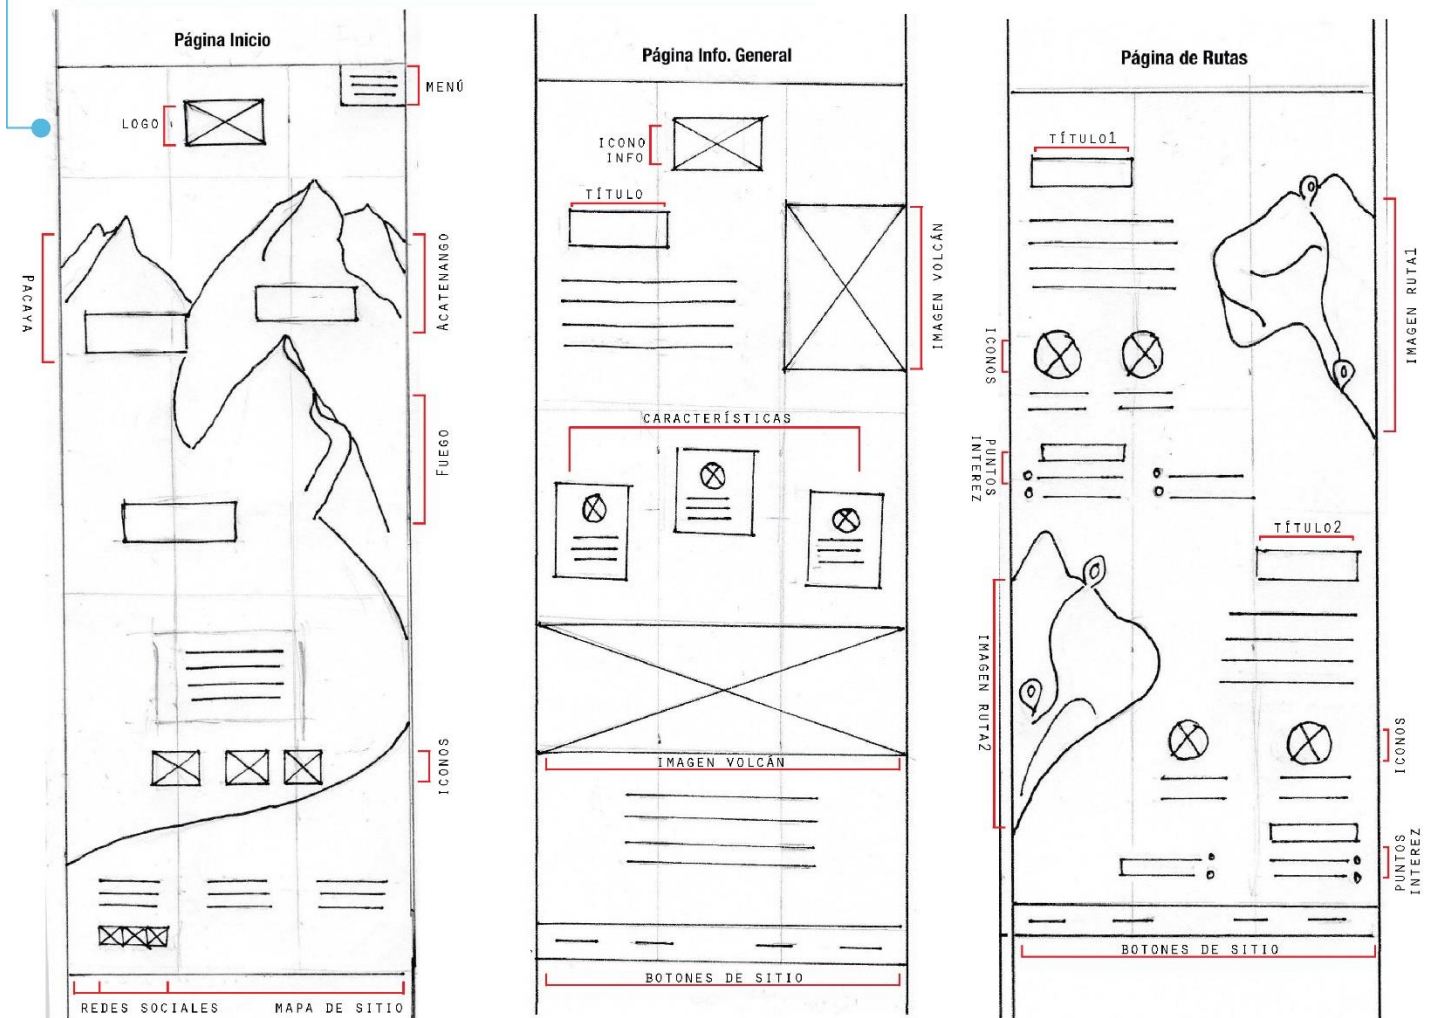 Página Inicio
MENÚ
LOGO
PACAYA
ACATENANGO
FUEGO
ICONOS
REDES SOCIALES
MAPA DE SITIO
Página Info. General
ICONO
INFO
TÍTULO
IMAGEN VOLCÁN
CARACTERÍSTICAS
IMAGEN VOLCÁN
BOTONES DE SITIO
Página de Rutas
TÍTULO1
IMAGEN RUTA1
ICONOS
PUNTOS
INTEREZ
TÍTULO2
IMAGEN RUTA2
ICONOS
PUNTOS
INTEREZ
BOTONES DE SITIO